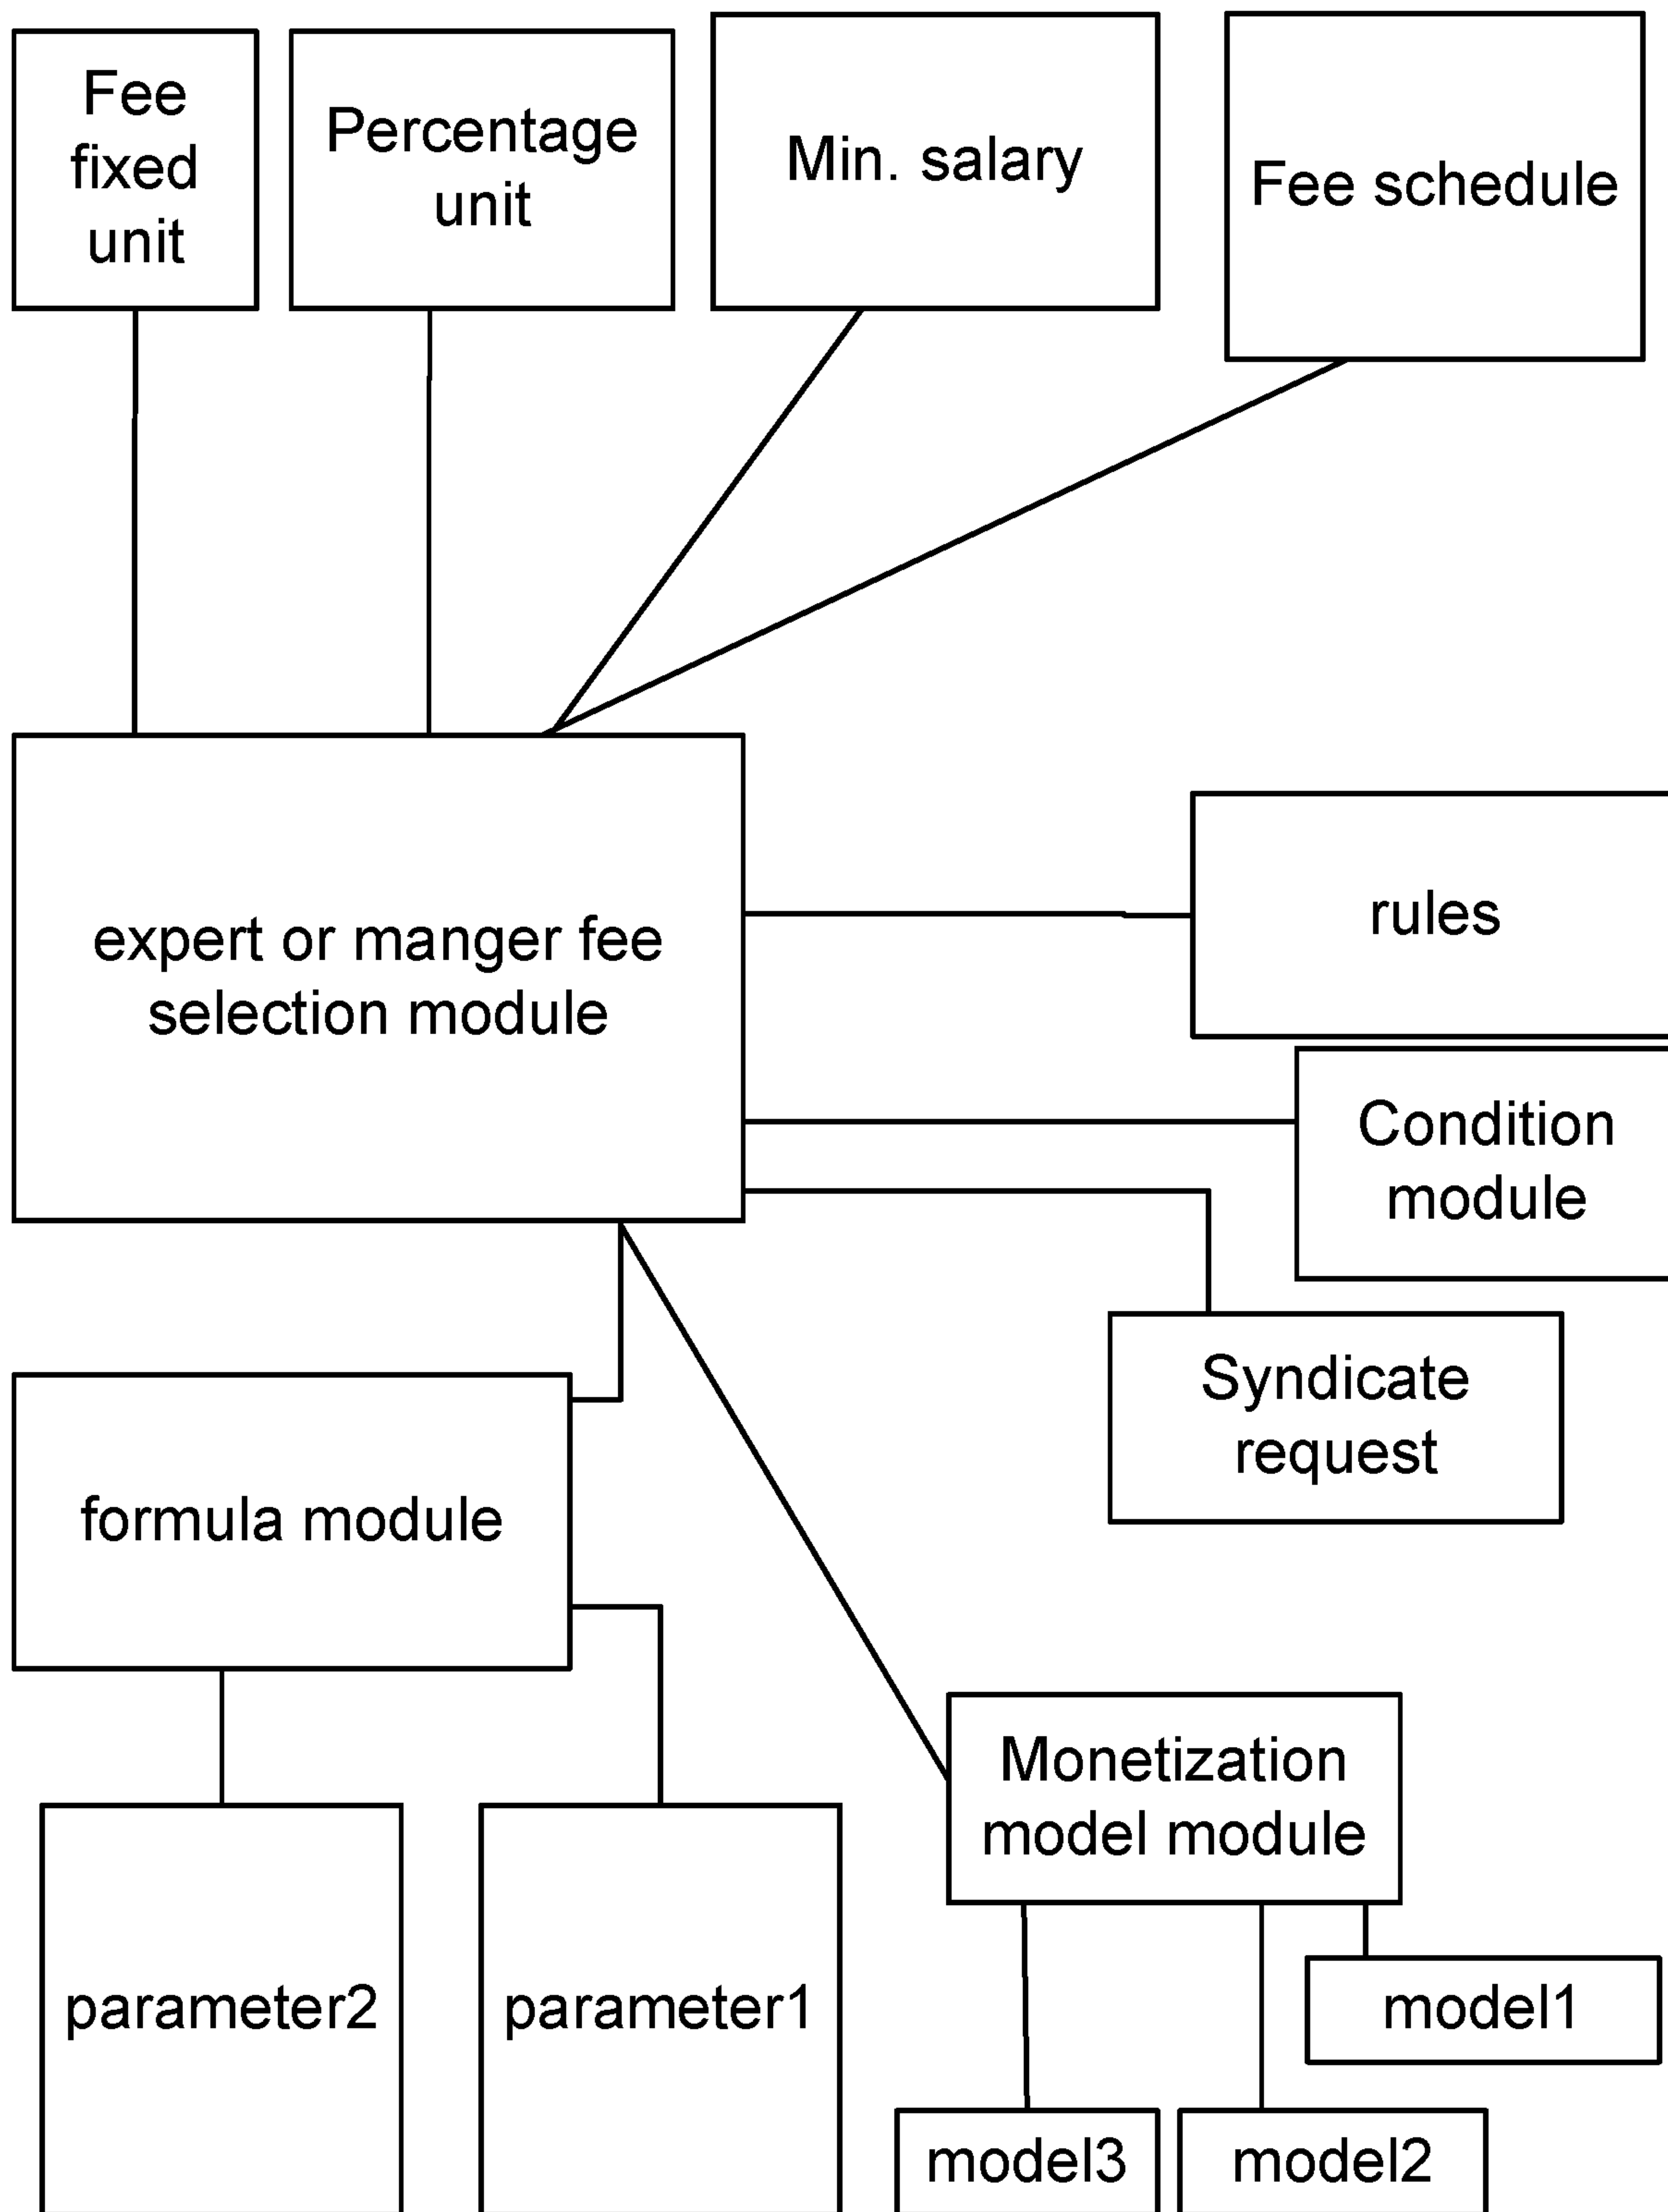 Fee
fixed
unit
Percentage
unit
Min. salary
Fee schedule
expert or manger fee
selection module
rules
Condition
module
Syndicate
request
formula module
Monetization
model module
parameter2
parameter1
model1
model3
model2